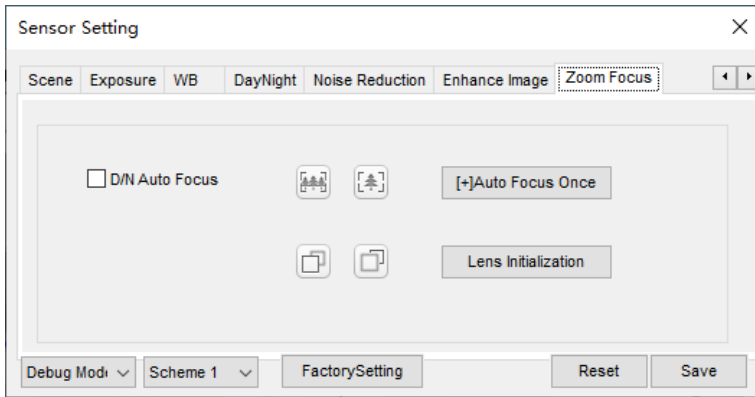 Sensor Setting
Scene Exposure WB DayNight Noise Reduction Enhance Image Zoom Focus
D/N Auto Focus [+]Auto Focus Once
Lens Initialization
Debug Mode Scheme 1 FactorySetting Reset Save